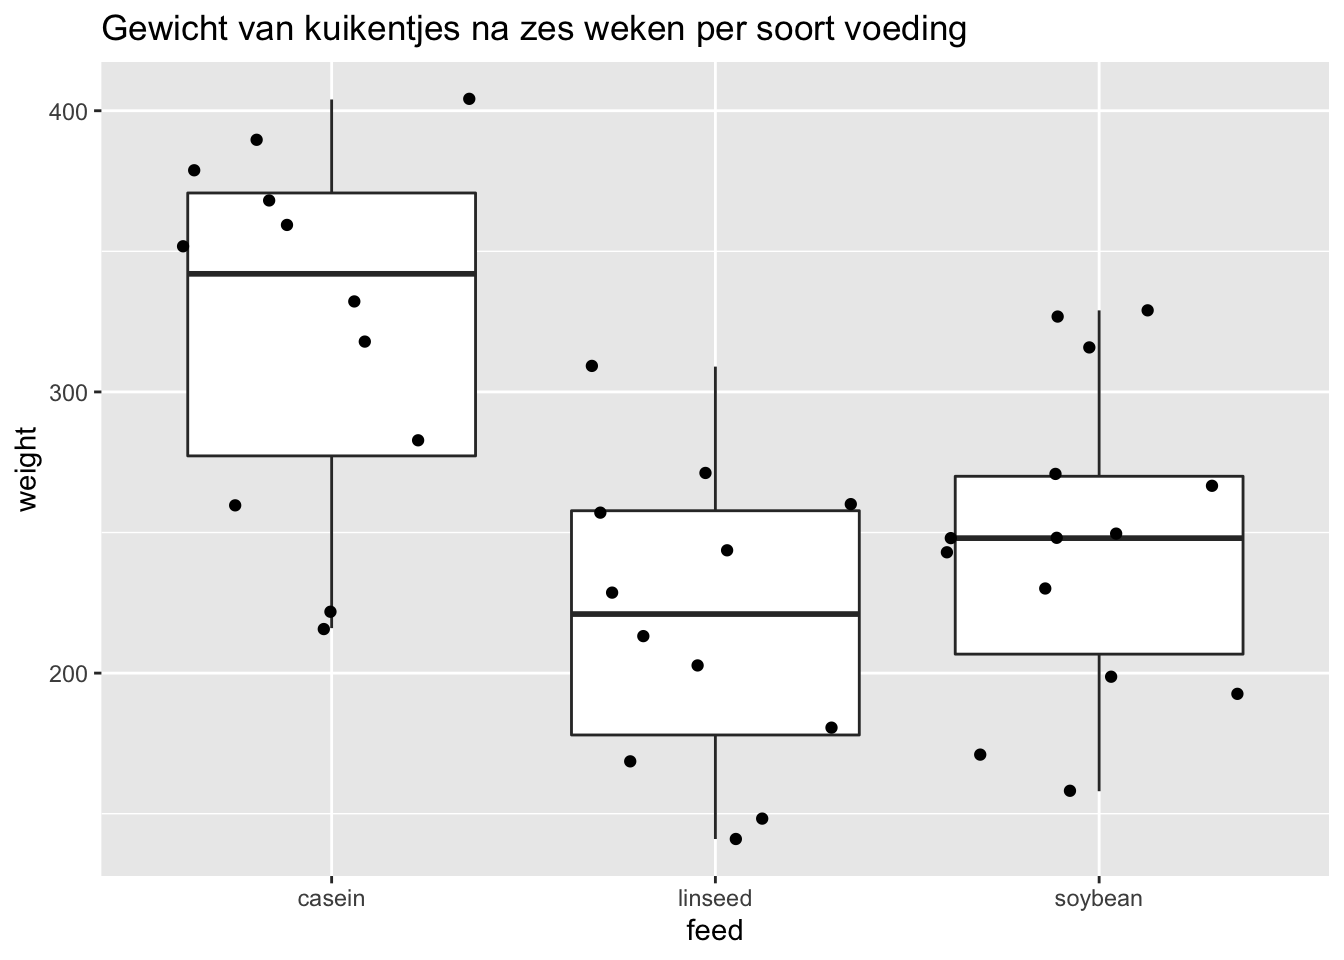 Gewicht van kuikentjes na zes weken per soort voeding
400
300
200
weight
casein linseed soybean
feed